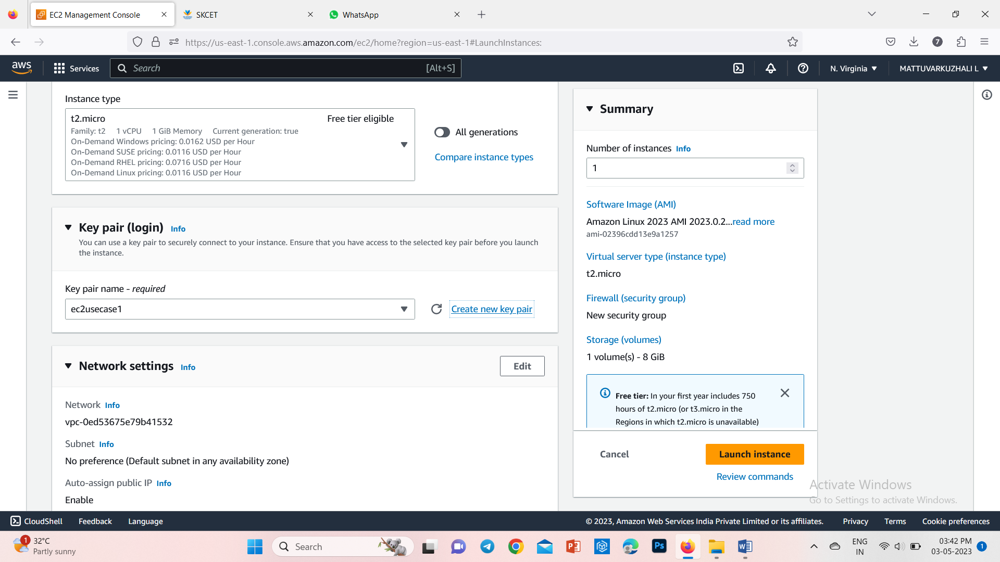 EC2 Management Console
SKCET
WhatsApp
https://us-east-1.console.aws.amazon.com/ec2/home?region=us-east-1#LaunchInstances:
7
aws
Services
Search
[Alt+S]
N. Virginia
MATTUVARKUZHALI L
Instance type
t2.micro
Free tier eligible
Family: t2 1 vCPU 1 GiB Memory Current generation: true
On-Demand Windows pricing: 0.0162 USD per Hour
On-Demand SUSE pricing: 0.0116 USD per Hour
On-Demand RHEL pricing: 0.0716 USD per Hour
On-Demand Linux pricing: 0.0116 USD per Hour
All generations
Compare instance types
Key pair (login) Info
You can use a key pair to securely connect to your instance. Ensure that you have access to the selected key pair before you launch
the instance.
Key pair name - required
ec2usecase1
Create new key pair
Network settings Info
Edit
Network Info
vpc-0ed53675e79b41532
Subnet Info
No preference (Default subnet in any availability zone)
Auto-assign public IP Info
Enable
Summary
Number of instances Info
1
Software Image (AMI)
Amazon Linux 2023 AMI 2023.0.2...read more
ami-02396cdd13e9a1257
Virtual server type (instance type)
t2.micro
Firewall (security group)
New security group
Storage (volumes)
1 volume(s) - 8 GiB
Free tier: In your first year includes 750
hours of t2.micro (or t3.micro in the
Regions in which t2.micro is unavailable)
Cancel
Launch instance
Review commands
Activate Windows
Go to Settings to activate Windows.
CloudShell
Feedback
Language
© 2023, Amazon Web Services India Private Limited or its affiliates.
Privacy
Terms
Cookie preferences
1
32°C
Partly sunny
Search
P
Ps
W
ENG
IN
03:42 PM
03-05-2023
1